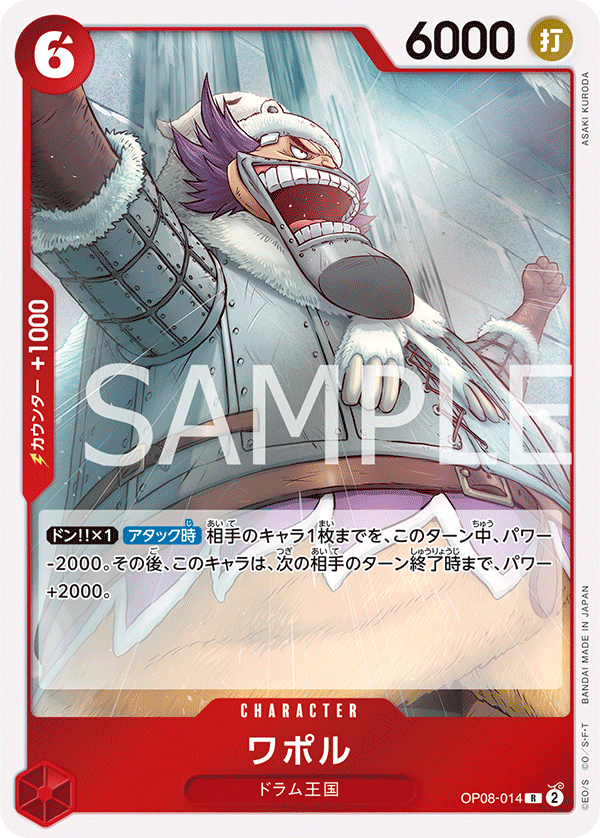 6
6000
打
ASAKI KURODA
カウンター +1000
SAMPLE
ドン!!×1 アタック時 相手のキャラ1枚までを、このターン中、パワー
-2000。その後、このキャラは、次の相手のターン終了時まで、パワー
+2000。
CHARACTER
ワポル
ドラム王国
OP08-014 R 2
©E.O/S ©O/S・F・T BANDAI MADE IN JAPAN